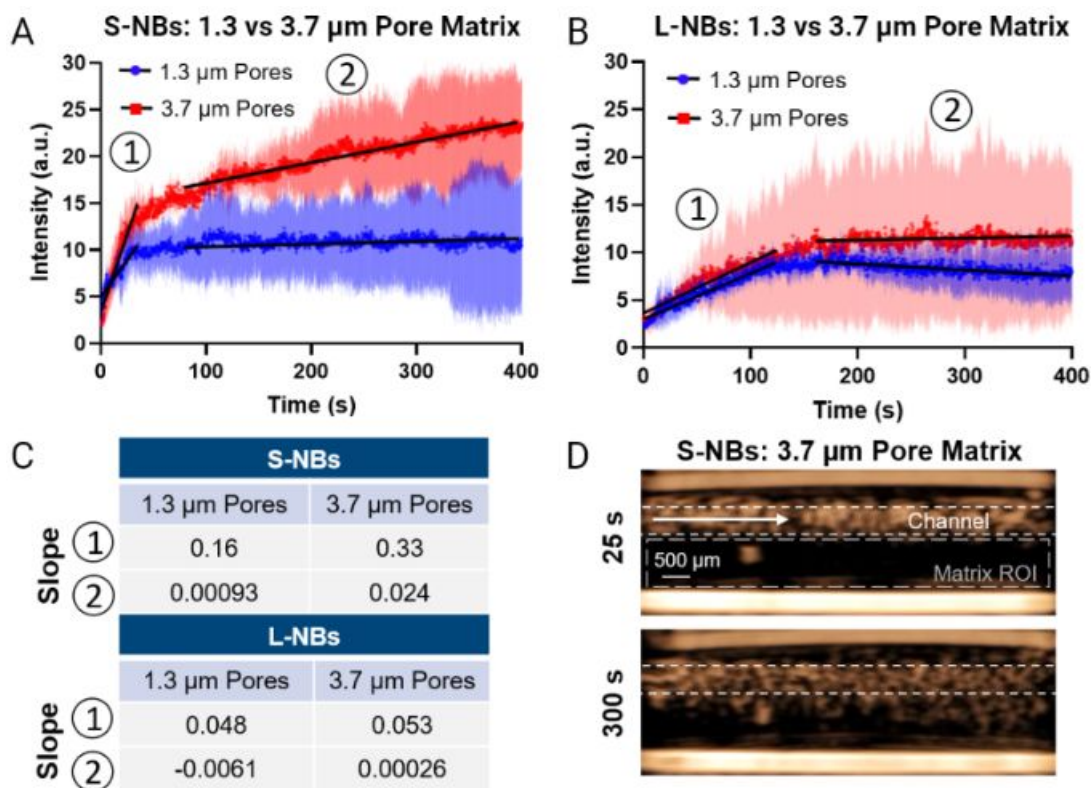 A
S-NBs: 1.3 vs 3.7 μm Pore Matrix
Intensity (a.u.)
30
25
20
15
10
5
0
1.3 μm Pores
3.7 μm Pores
①
②
0
100
200
300
400
Time (s)
B
L-NBs: 1.3 vs 3.7 μm Pore Matrix
Intensity (a.u.)
30
25
20
15
10
5
0
1.3 μm Pores
3.7 μm Pores
①
②
0
100
200
300
400
Time (s)
C
S-NBs
1.3 μm Pores 3.7 μm Pores
Slope
① 0.16 0.33
② 0.00093 0.024
L-NBs
1.3 μm Pores 3.7 μm Pores
Slope
① 0.048 0.053
② -0.0061 0.00026
D
S-NBs: 3.7 μm Pore Matrix
25 s
Channel
500 μm
Matrix ROI
300 s